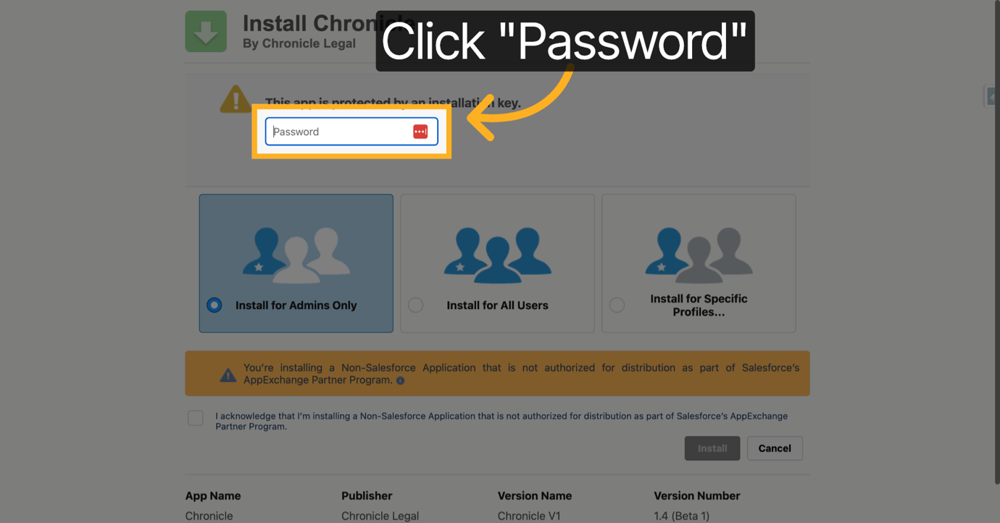 Install Chronicle
By Chronicle Legal
Click "Password"
This app is protected by an installation key.
Password
Install for Admins Only
Install for All Users
Install for Specific
Profiles...
You're installing a Non-Salesforce Application that is not authorized for distribution as part of Salesforce's
AppExchange Partner Program.
I acknowledge that I'm installing a Non-Salesforce Application that is not authorized for distribution as part of Salesforce's AppExchange
Partner Program.
Install Cancel
App Name Publisher Version Name Version Number
Chronicle Chronicle Legal Chronicle V1 1.4 (Beta 1)